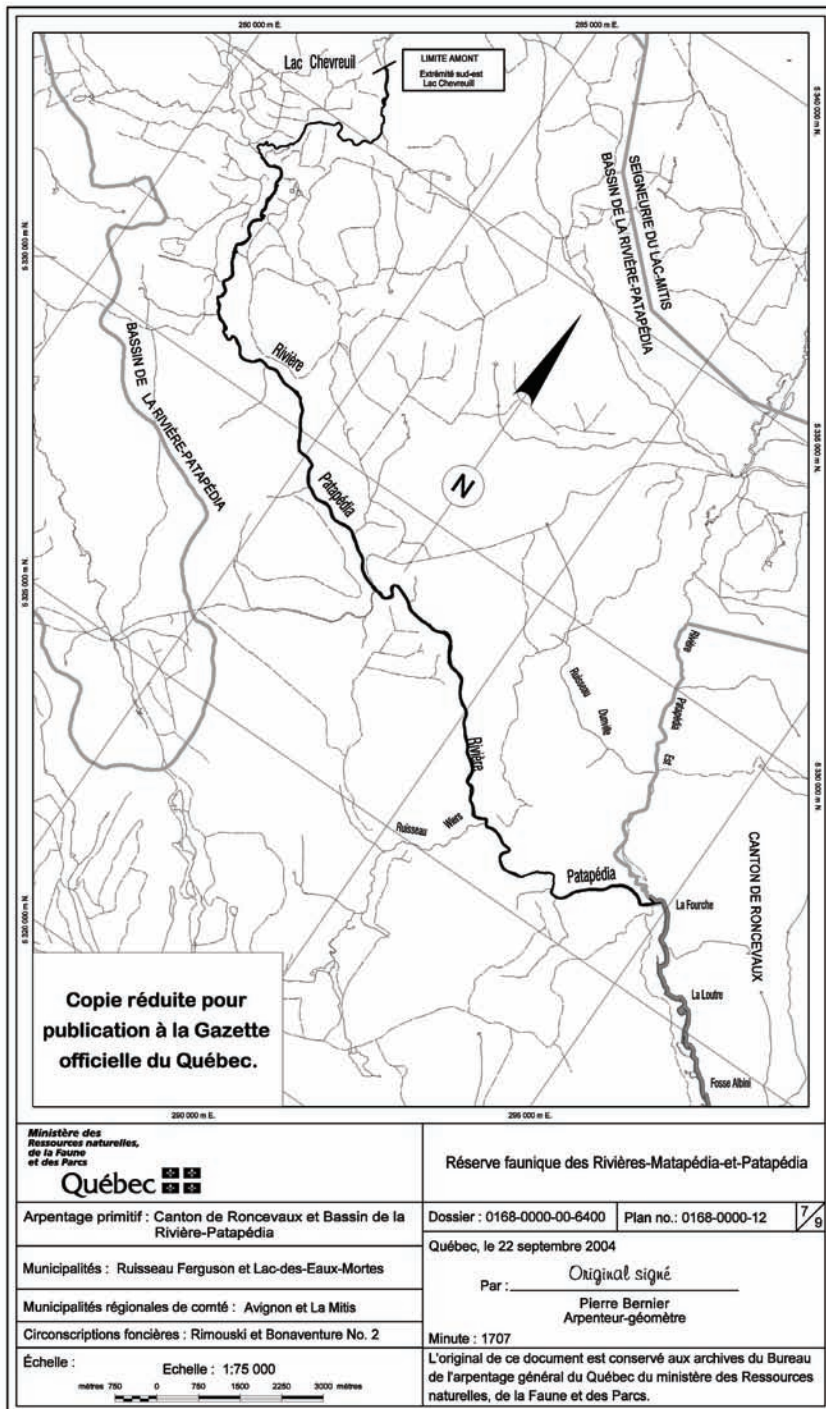 280 000 m E.
285 000 m E.
Lac Chevreuil
LIMITE AMONT
Extrémité sud-est
Lac Chevreuil
5 340 000 m N.
SEIGNEURIE DU LAC-MITIS
BASSIN DE LA RIVIÈRE-PATAPÉDIA
5 330 000 m N.
BASSIN DE LA RIVIÈRE-PATAPÉDIA
Rivière
5 335 000 m N.
Patapédia
N
5 325 000 m N.
Rivière
Patapédia
Est
Ruisseau
Dunville
Rivière
5 330 000 m N.
Ruisseau Wiers
Patapédia
La Fourche
CANTON DE RONCEVAUX
5 320 000 m N.
La Loutre
Fosse Albini
Copie réduite pour
publication à la Gazette
officielle du Québec.
290 000 m E.
295 000 m E.
Ministère des
Ressources naturelles,
de la Faune
et des Parcs
Québec
Réserve faunique des Rivières-Matapédia-et-Patapédia
Arpentage primitif : Canton de Roncevaux et Bassin de la
Rivière-Patapédia
Dossier : 0168-0000-00-6400
Plan no.: 0168-0000-12
7/9
Municipalités : Ruisseau Ferguson et Lac-des-Eaux-Mortes
Municipalités régionales de comté : Avignon et La Mitis
Circonscriptions foncières : Rimouski et Bonaventure No. 2
Québec, le 22 septembre 2004
Par : Original signé
Pierre Bernier
Arpenteur-géomètre
Minute : 1707
Échelle :
Echelle : 1:75 000
mètres 750 0 750 1500 2250 3000 mètres
L'original de ce document est conservé aux archives du Bureau
de l'arpentage général du Québec du ministère des Ressources
naturelles, de la Faune et des Parcs.